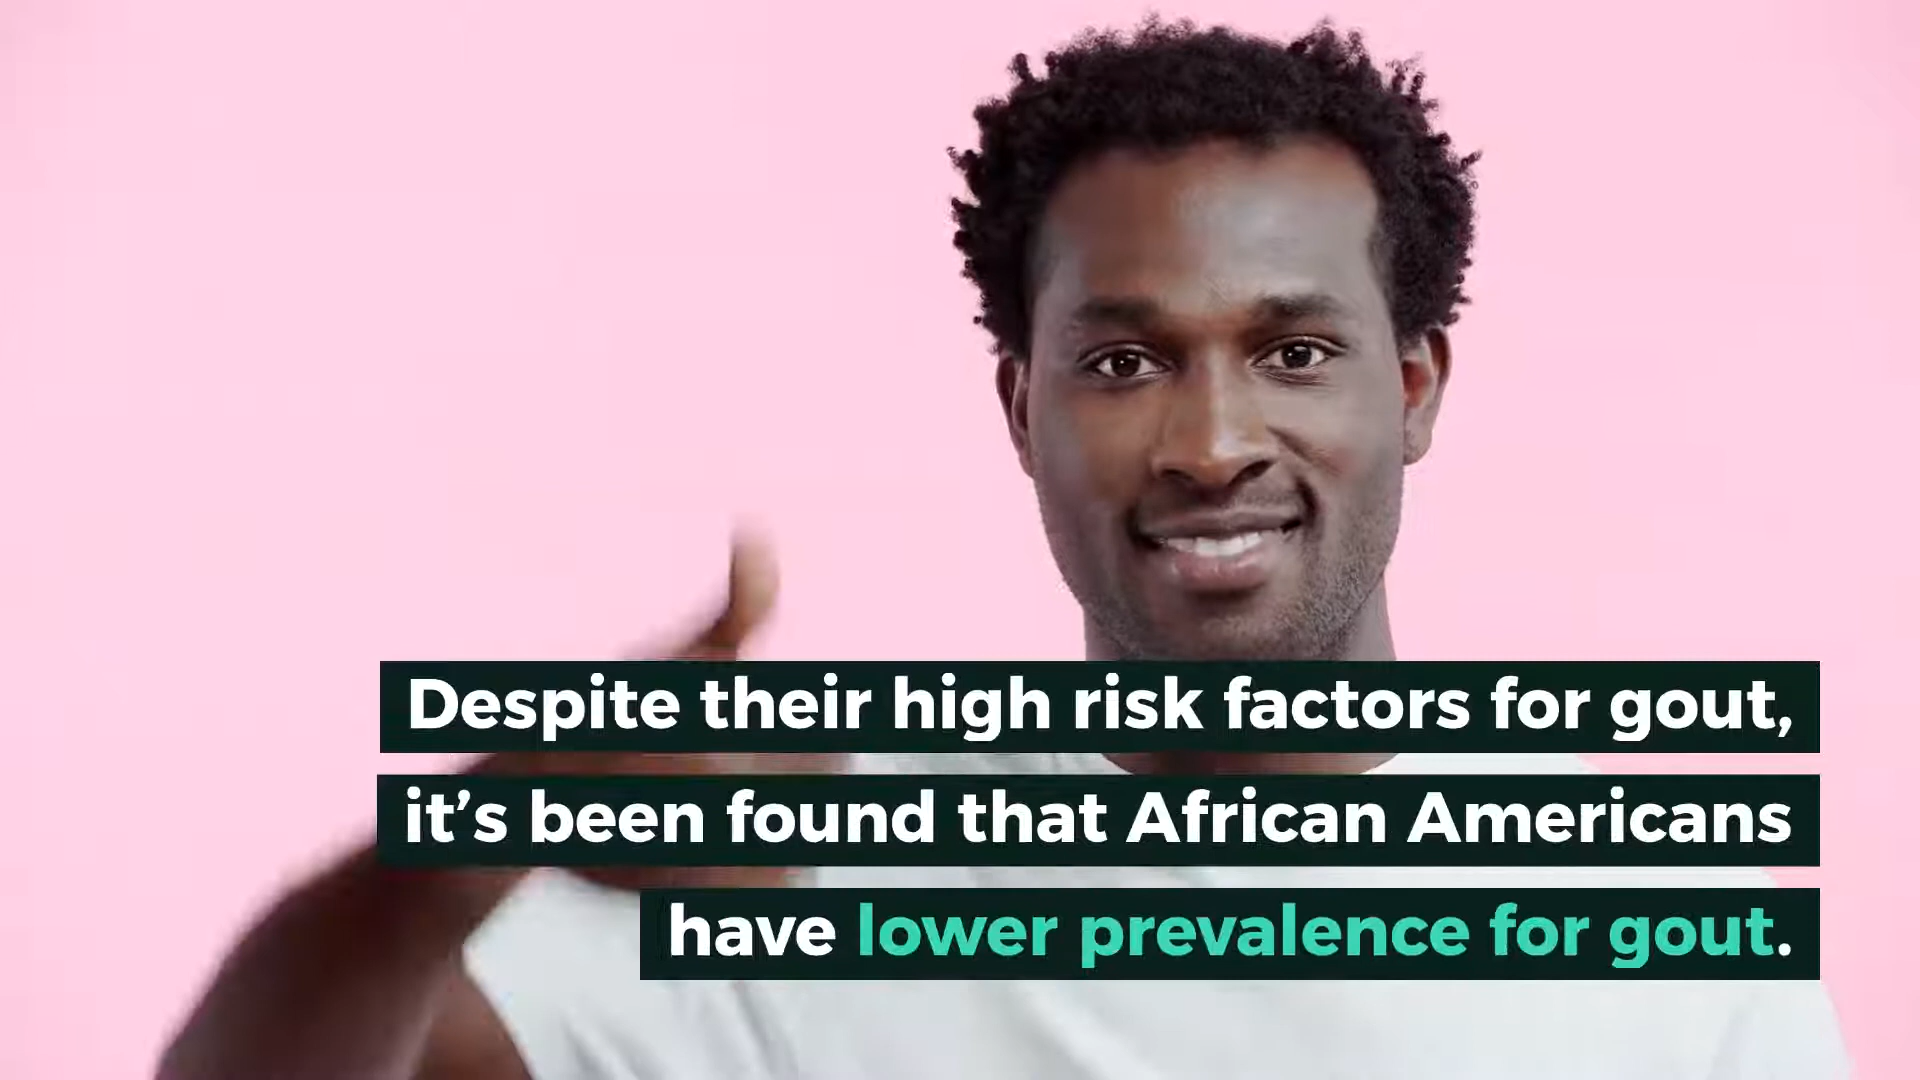 Despite their high risk factors for gout,
it’s been found that African Americans
have lower prevalence for gout.